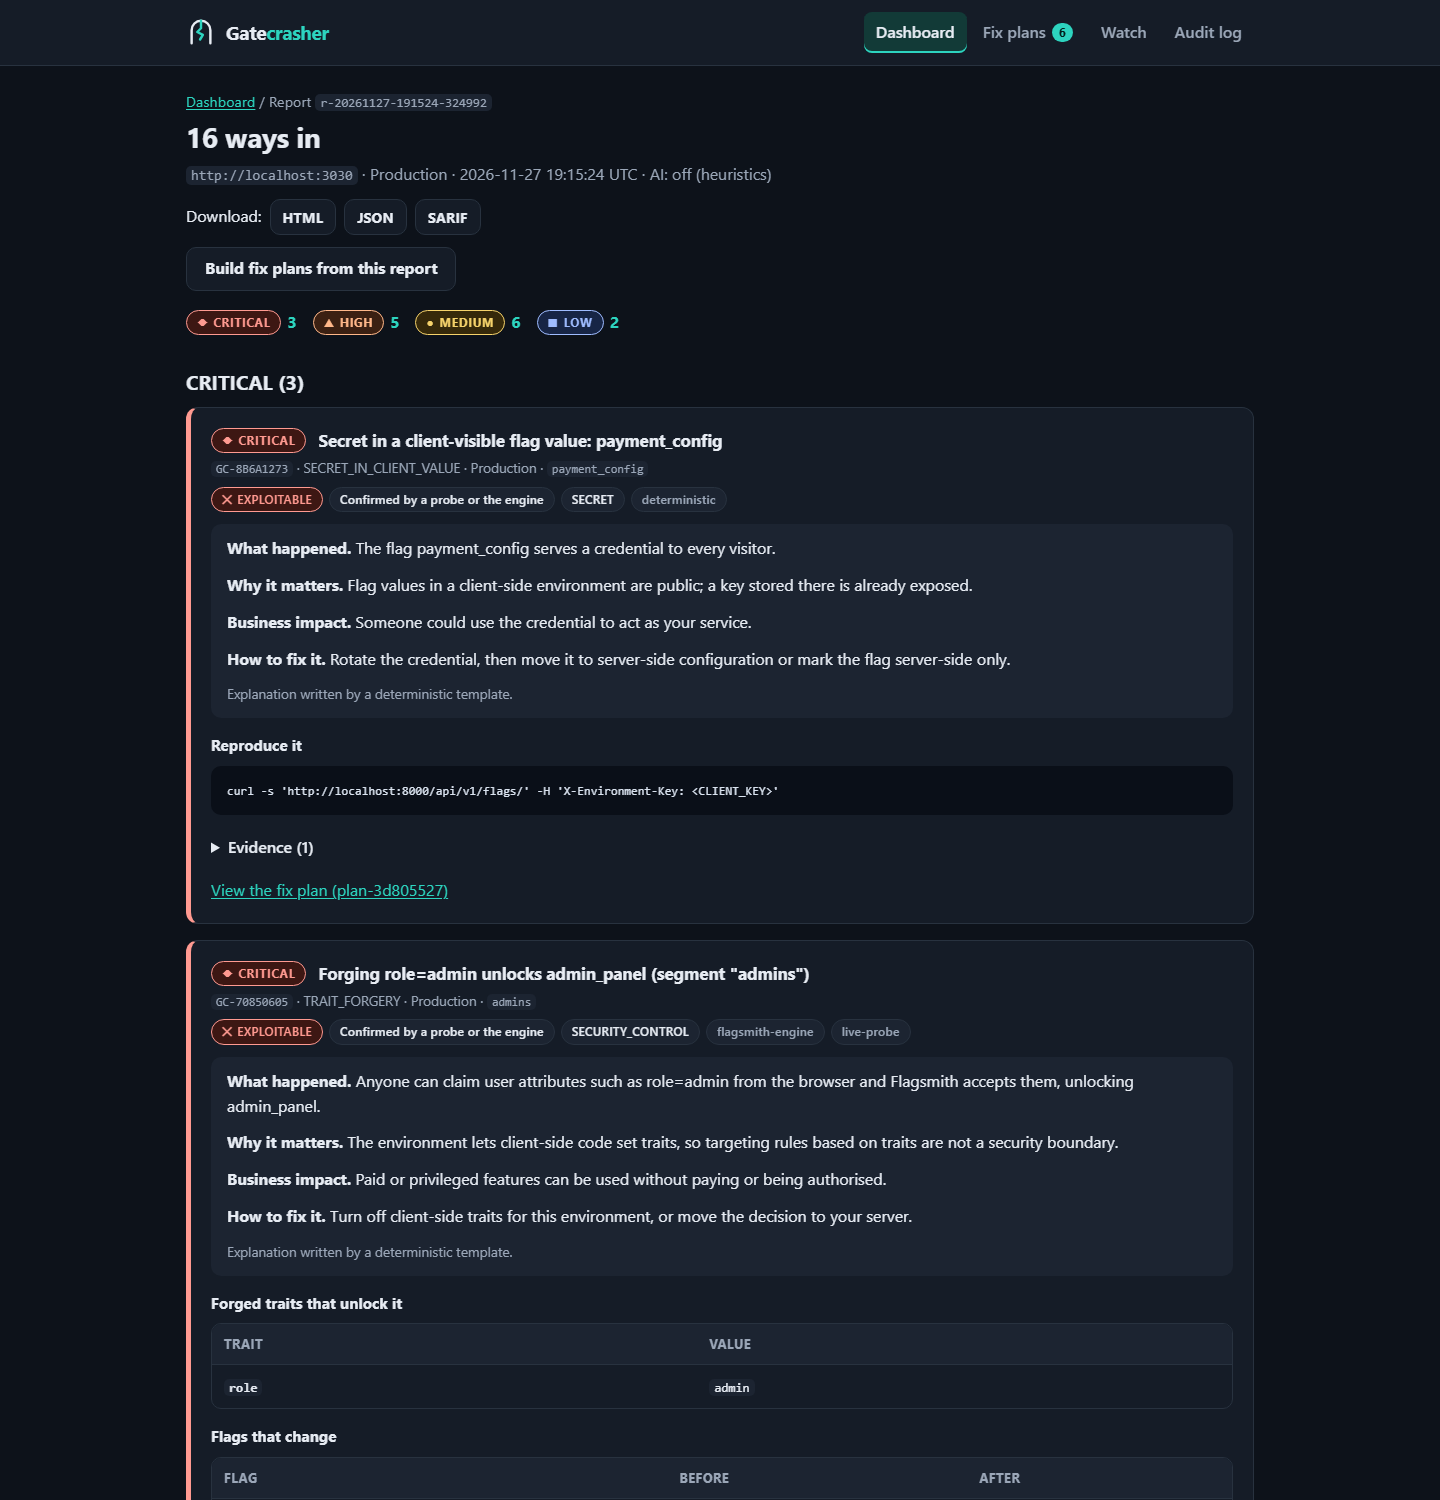 Gatecrasher
Dashboard
Fix plans 6
Watch
Audit log
Dashboard / Report r-20261127-191524-324992
16 ways in
http://localhost:3030 · Production · 2026-11-27 19:15:24 UTC · AI: off (heuristics)
Download: HTML JSON SARIF
Build fix plans from this report
CRITICAL 3 HIGH 5 MEDIUM 6 LOW 2
CRITICAL (3)
CRITICAL Secret in a client-visible flag value: payment_config
GC-8B6A1273 · SECRET_IN_CLIENT_VALUE · Production · payment_config
EXPLOITABLE Confirmed by a probe or the engine SECRET deterministic
What happened. The flag payment_config serves a credential to every visitor.
Why it matters. Flag values in a client-side environment are public; a key stored there is already exposed.
Business impact. Someone could use the credential to act as your service.
How to fix it. Rotate the credential, then move it to server-side configuration or mark the flag server-side only.
Explanation written by a deterministic template.
Reproduce it
curl -s 'http://localhost:8000/api/v1/flags/' -H 'X-Environment-Key: <CLIENT_KEY>'
Evidence (1)
View the fix plan (plan-3d805527)
CRITICAL Forging role=admin unlocks admin_panel (segment "admins")
GC-70850605 · TRAIT_FORGERY · Production · admins
EXPLOITABLE Confirmed by a probe or the engine SECURITY_CONTROL flagsmith-engine live-probe
What happened. Anyone can claim user attributes such as role=admin from the browser and Flagsmith accepts them, unlocking
admin_panel.
Why it matters. The environment lets client-side code set traits, so targeting rules based on traits are not a security boundary.
Business impact. Paid or privileged features can be used without paying or being authorised.
How to fix it. Turn off client-side traits for this environment, or move the decision to your server.
Explanation written by a deterministic template.
Forged traits that unlock it
TRAIT VALUE
role admin
Flags that change
FLAG BEFORE AFTER